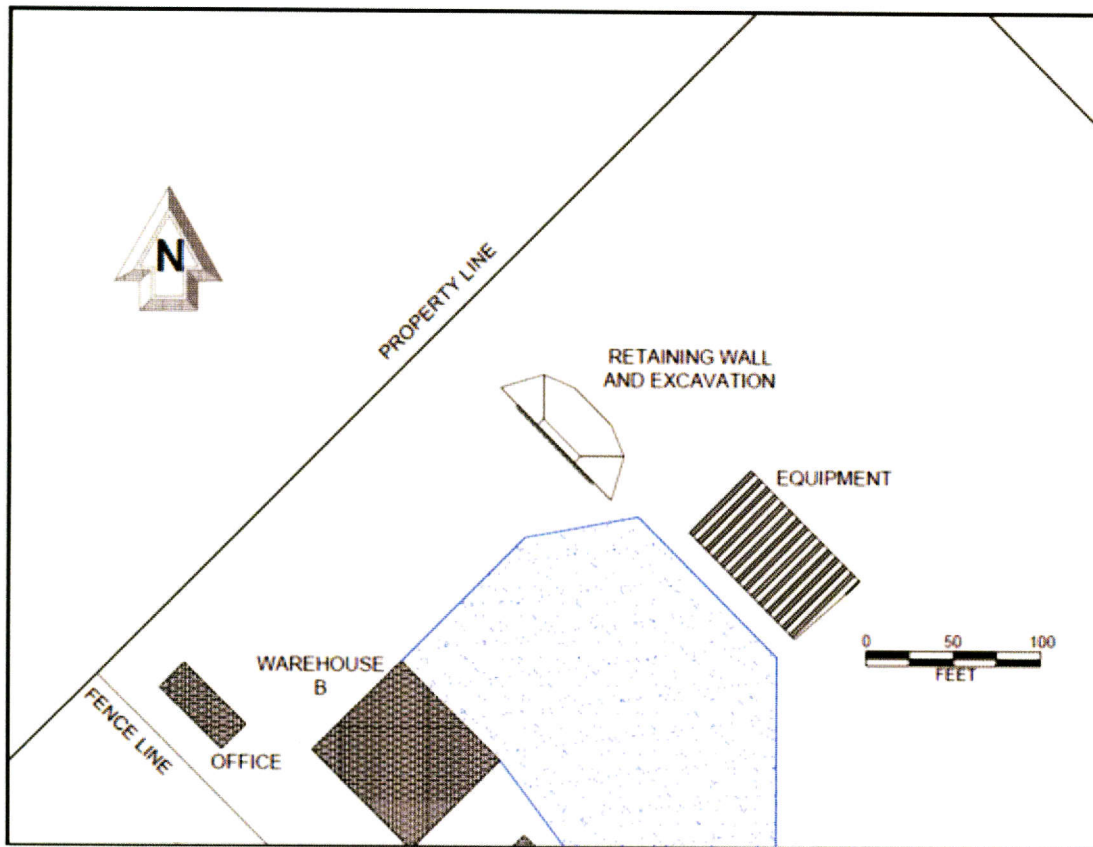 N
PROPERTY LINE
RETAINING WALL
AND EXCAVATION
EQUIPMENT
0 50 100
FEET
WAREHOUSE
B
FENCE LINE
OFFICE